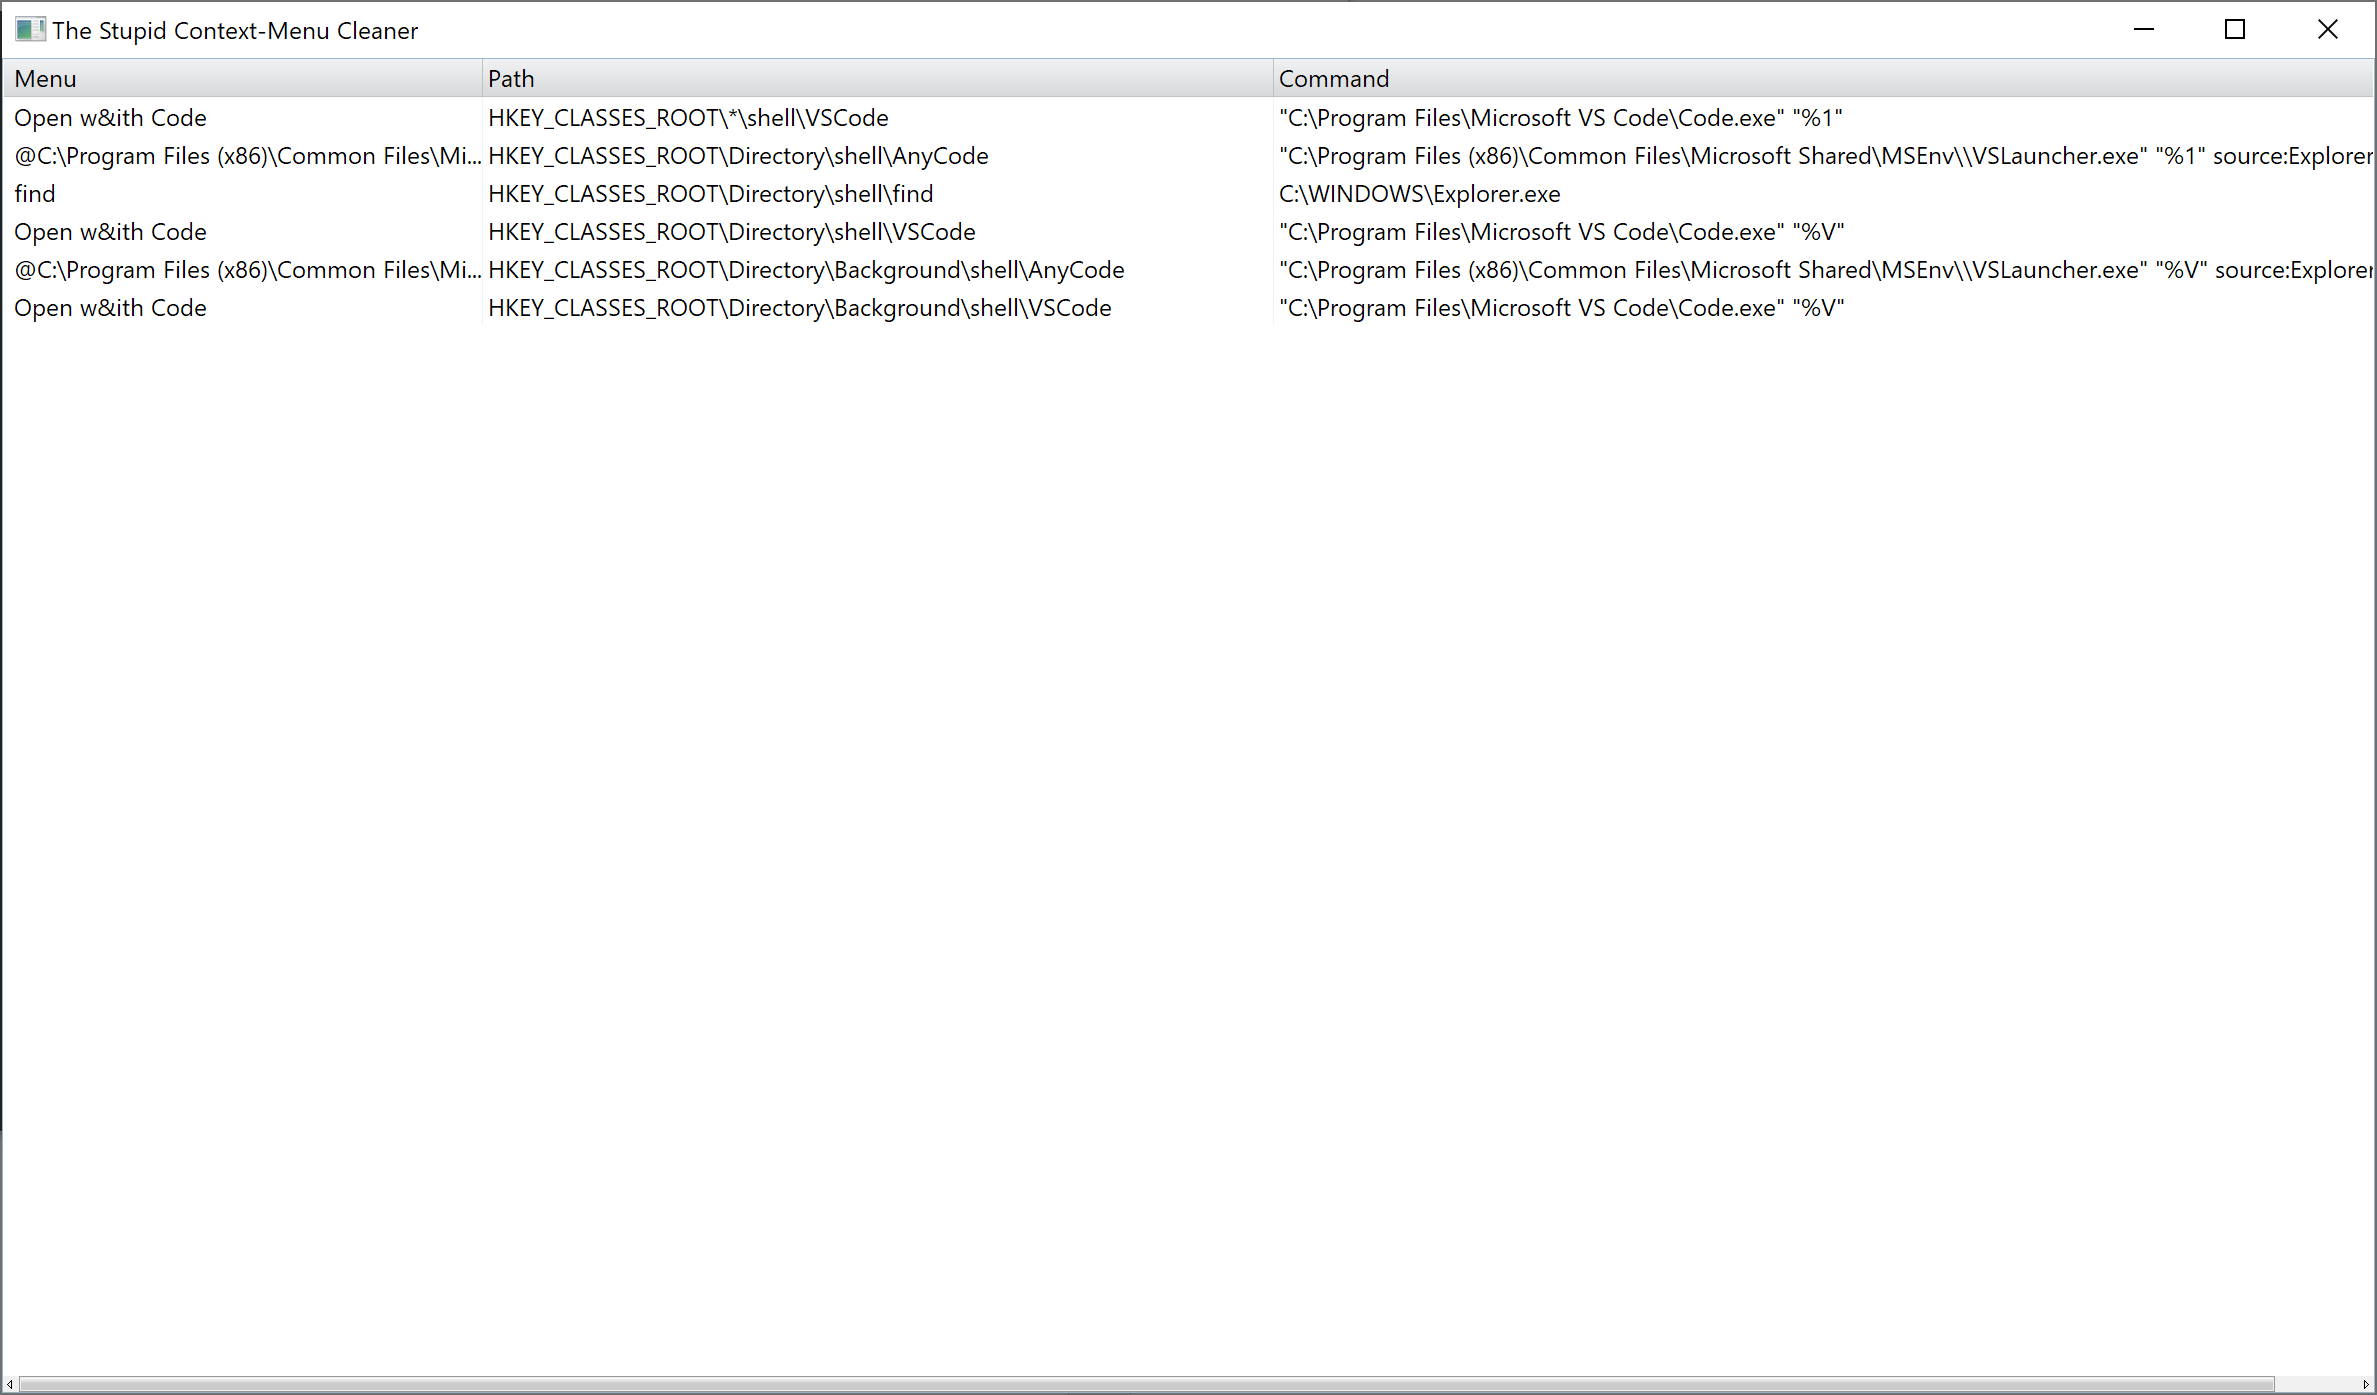 The Stupid Context-Menu Cleaner
Menu Path Command
Open w&ith Code HKEY_CLASSES_ROOT\*\shell\VSCode "C:\Program Files\Microsoft VS Code\Code.exe" "%1"
@C:\Program Files (x86)\Common Files\Mi... HKEY_CLASSES_ROOT\Directory\shell\AnyCode "C:\Program Files (x86)\Common Files\Microsoft Shared\MSEnv\\VSLauncher.exe" "%1" source:Explorer
find HKEY_CLASSES_ROOT\Directory\shell\find C:\WINDOWS\Explorer.exe
Open w&ith Code HKEY_CLASSES_ROOT\Directory\shell\VSCode "C:\Program Files\Microsoft VS Code\Code.exe" "%V"
@C:\Program Files (x86)\Common Files\Mi... HKEY_CLASSES_ROOT\Directory\Background\shell\AnyCode "C:\Program Files (x86)\Common Files\Microsoft Shared\MSEnv\\VSLauncher.exe" "%V" source:Explorer
Open w&ith Code HKEY_CLASSES_ROOT\Directory\Background\shell\VSCode "C:\Program Files\Microsoft VS Code\Code.exe" "%V"